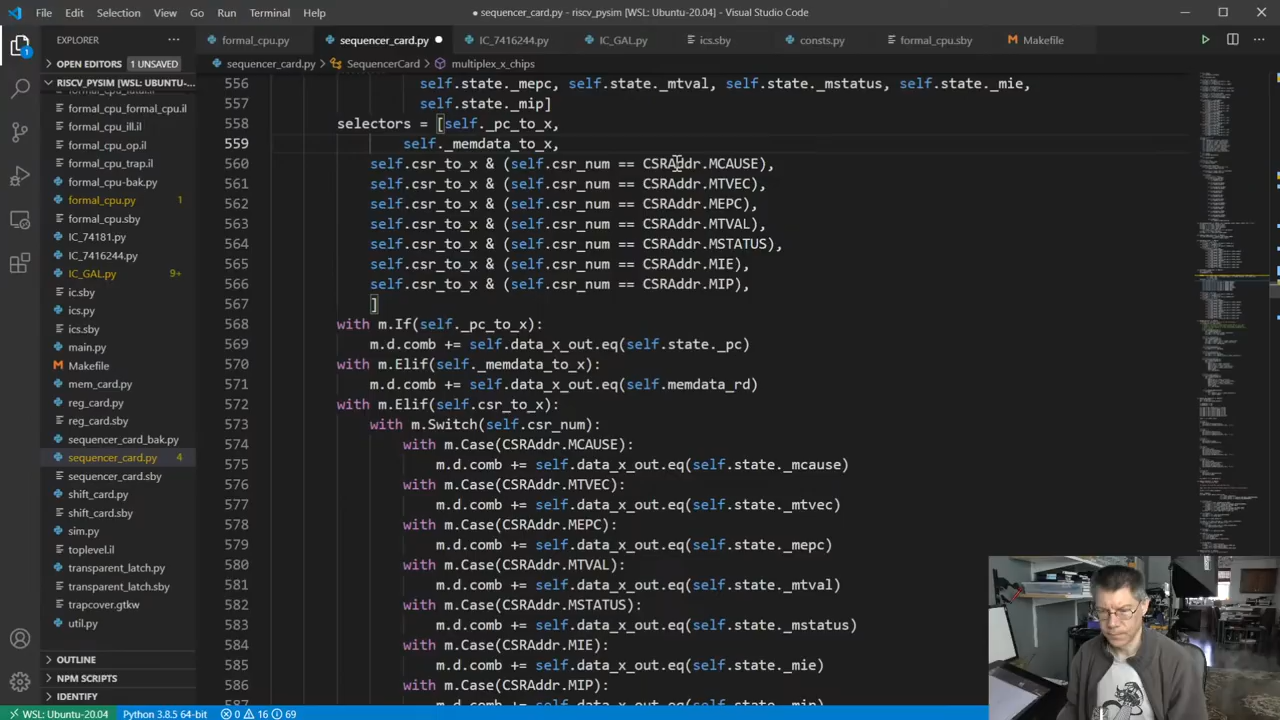 File Edit Selection View Go Run Terminal Help
● sequencer_card.py - riscv_pysim [WSL: Ubuntu-20.04] - Visual Studio Code
EXPLORER ···
formal_cpu.py sequencer_card.py ● IC_7416244.py IC_GAL.py ics.sby consts.py formal_cpu.sby Makefile
OPEN EDITORS 1 UNSAVED
sequencer_card.py > SequencerCard > multiplex_x_chips
RISCV_PYSIM [WSL: UBUNTU-20.04]
formal_cpu_formal_cpu.il
formal_cpu_ill.il
formal_cpu_op.il
formal_cpu_trap.il
formal_cpu-bak.py
formal_cpu.py 1
formal_cpu.sby
IC_74181.py
IC_7416244.py
IC_GAL.py 9+
ic.sby
ics.py
ics.sby
main.py
Makefile
mem_card.py
reg_card.py
reg_card.sby
sequencer_card_bak.py
sequencer_card.py 4
sequencer_card.sby
shift_card.py
shift_card.sby
sim.py
toplevel.il
transparent_latch.py
transparent_latch.sby
trapcover.gtkw
util.py
OUTLINE
NPM SCRIPTS
IDENTIFY
556 self.state._mepc, self.state._mtval, self.state._mstatus, self.state._mie,
557 self.state._mip]
558 selectors = [self._pc_to_x,
559 self._memdata_to_x,
560 self.csr_to_x & (self.csr_num == CSRAddr.MCAUSE),
561 self.csr_to_x & (self.csr_num == CSRAddr.MTVEC),
562 self.csr_to_x & (self.csr_num == CSRAddr.MEPC),
563 self.csr_to_x & (self.csr_num == CSRAddr.MTVAL),
564 self.csr_to_x & (self.csr_num == CSRAddr.MSTATUS),
565 self.csr_to_x & (self.csr_num == CSRAddr.MIE),
566 self.csr_to_x & (self.csr_num == CSRAddr.MIP),
567 ]
568 with m.If(self._pc_to_x):
569 m.d.comb += self.data_x_out.eq(self.state._pc)
570 with m.Elif(self._memdata_to_x):
571 m.d.comb += self.data_x_out.eq(self.memdata_rd)
572 with m.Elif(self.csr_to_x):
573 with m.Switch(self.csr_num):
574 with m.Case(CSRAddr.MCAUSE):
575 m.d.comb += self.data_x_out.eq(self.state._mcause)
576 with m.Case(CSRAddr.MTVEC):
577 m.d.comb += self.data_x_out.eq(self.state._mtvec)
578 with m.Case(CSRAddr.MEPC):
579 m.d.comb += self.data_x_out.eq(self.state._mepc)
580 with m.Case(CSRAddr.MTVAL):
581 m.d.comb += self.data_x_out.eq(self.state._mtval)
582 with m.Case(CSRAddr.MSTATUS):
583 m.d.comb += self.data_x_out.eq(self.state._mstatus)
584 with m.Case(CSRAddr.MIE):
585 m.d.comb += self.data_x_out.eq(self.state._mie)
586 with m.Case(CSRAddr.MIP):
WSL: Ubuntu-20.04 Python 3.8.5 64-bit 0 16 69